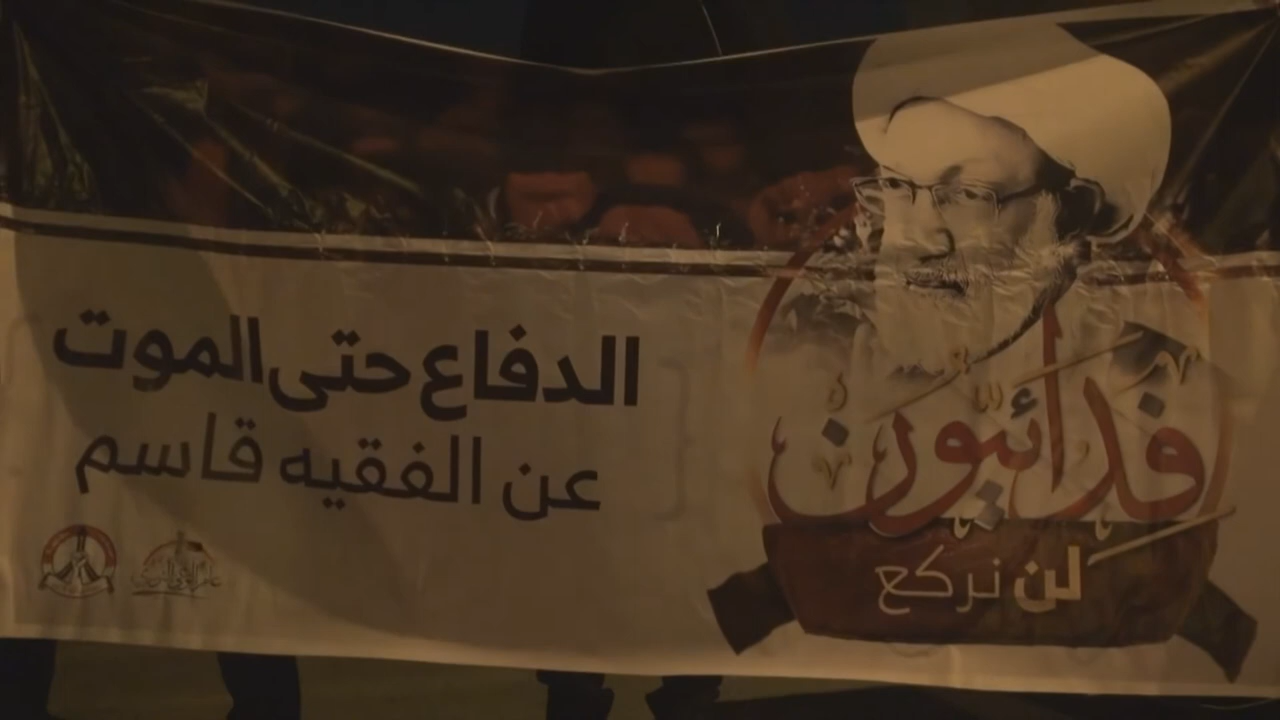 فدائيون
لن نركع
الدفاع حتى الموت
عن الفقيه قاسم